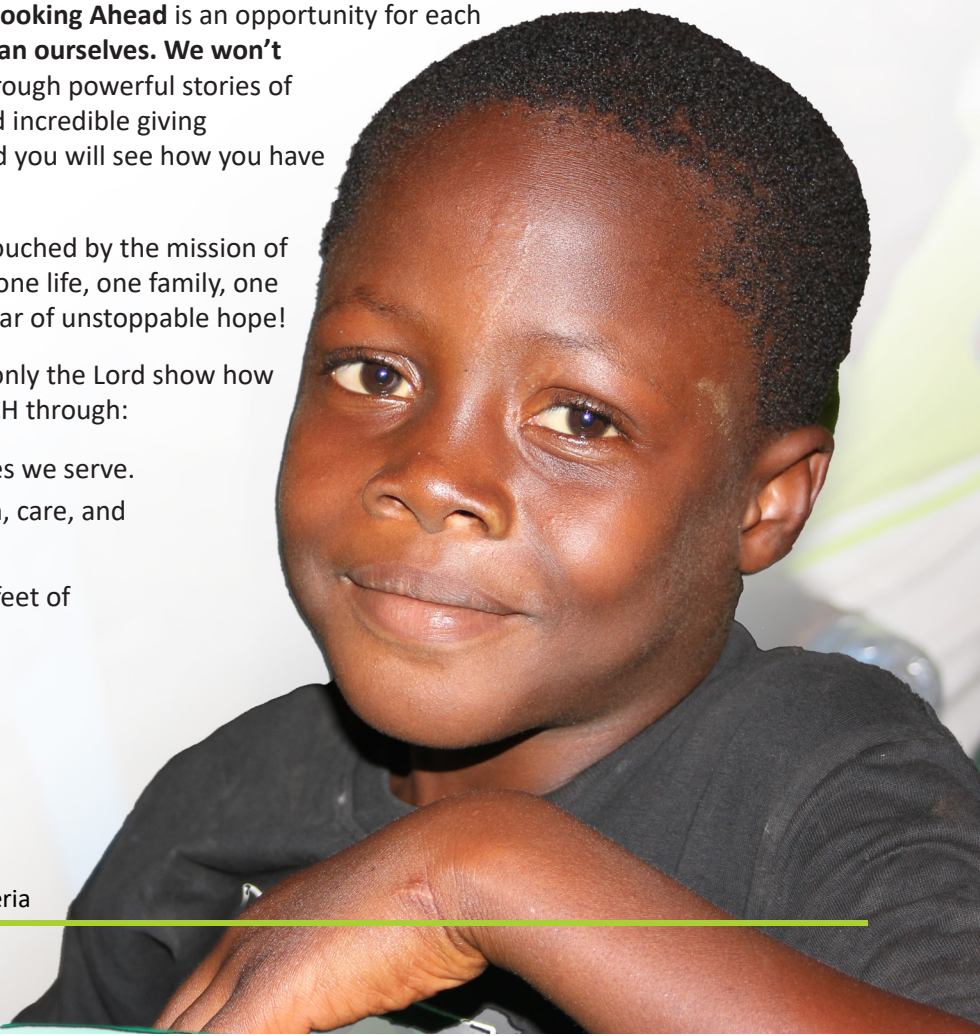 ooking Ahead is an opportunity for each
an ourselves. We won’t
rough powerful stories of
d incredible giving
d you will see how you have
ouched by the mission of
one life, one family, one
ar of unstoppable hope!
only the Lord show how
H through:
es we serve.
, care, and
feet of
eria